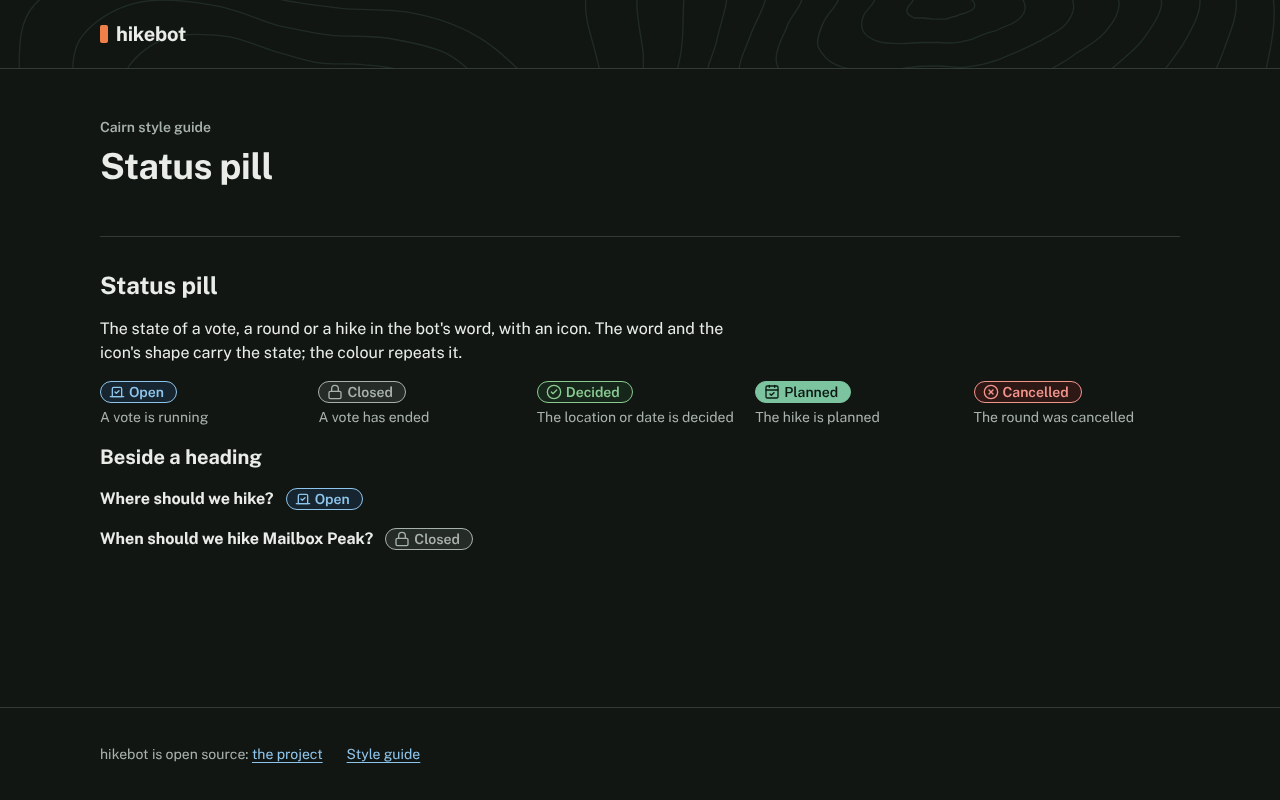 hikebot
Cairn style guide
Status pill
Status pill
The state of a vote, a round or a hike in the bot's word, with an icon. The word and the
icon's shape carry the state; the colour repeats it.
Open
Closed
Decided
Planned
Cancelled
A vote is running
A vote has ended
The location or date is decided
The hike is planned
The round was cancelled
Beside a heading
Where should we hike? Open
When should we hike Mailbox Peak? Closed
hikebot is open source: the project Style guide